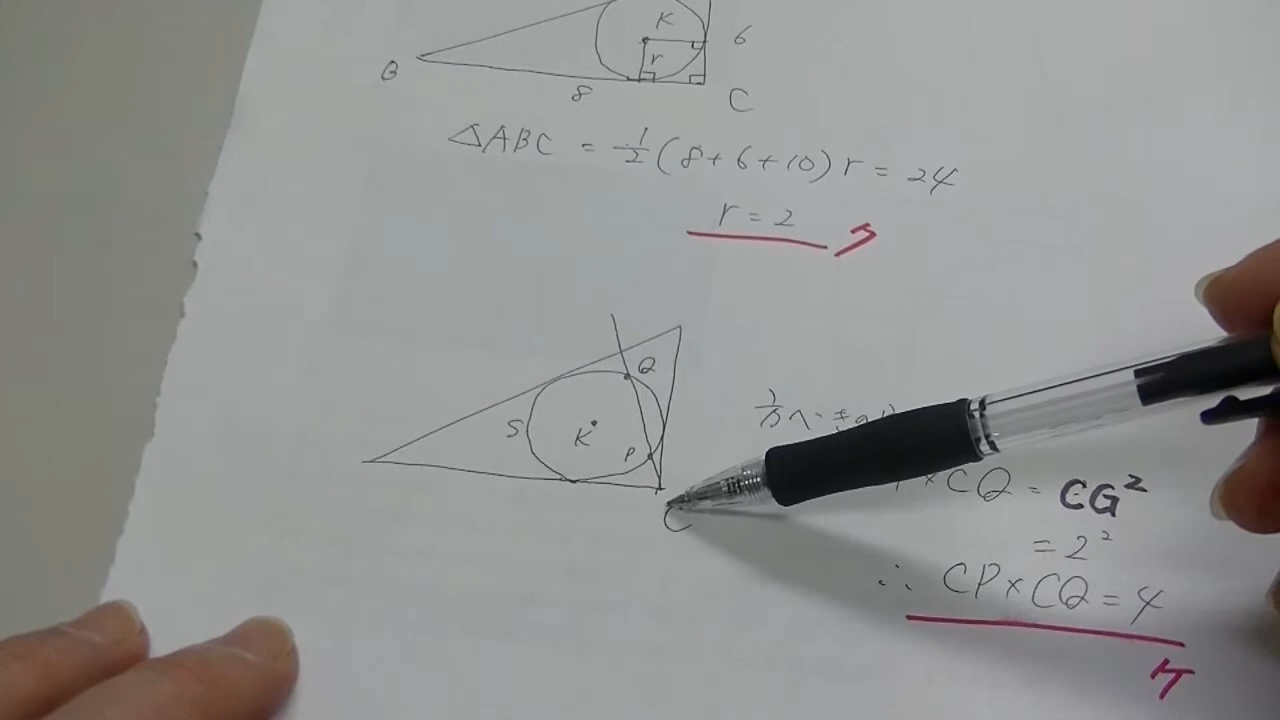 K
6
r
B
8
C
△ABC = 1/2 (8+6+10) r = 24
r = 2
Q
S
K
P
C
×CQ = CG²
= 2²
∴ CP×CQ = 4